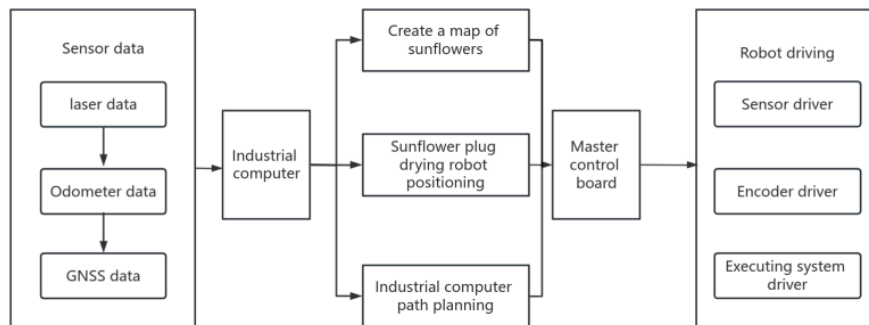 Sensor data
laser data
Odometer data
GNSS data
Industrial
computer
Create a map of
sunflowers
Sunflower plug
drying robot
positioning
Industrial computer
path planning
Master
control
board
Robot driving
Sensor driver
Encoder driver
Executing system
driver